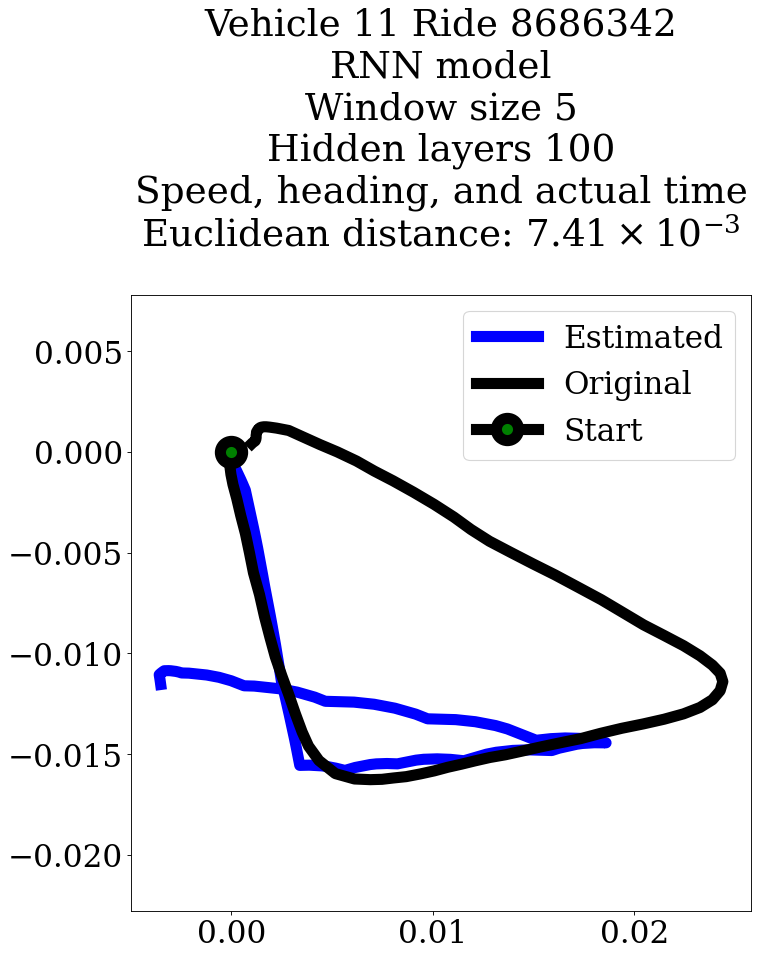 Vehicle 11 Ride 8686342
RNN model
Window size 5
Hidden layers 100
Speed, heading, and actual time
Euclidean distance: 7.41 × 10⁻³
Estimated
Original
Start
0.005
0.000
−0.005
−0.010
−0.015
−0.020
0.00
0.01
0.02